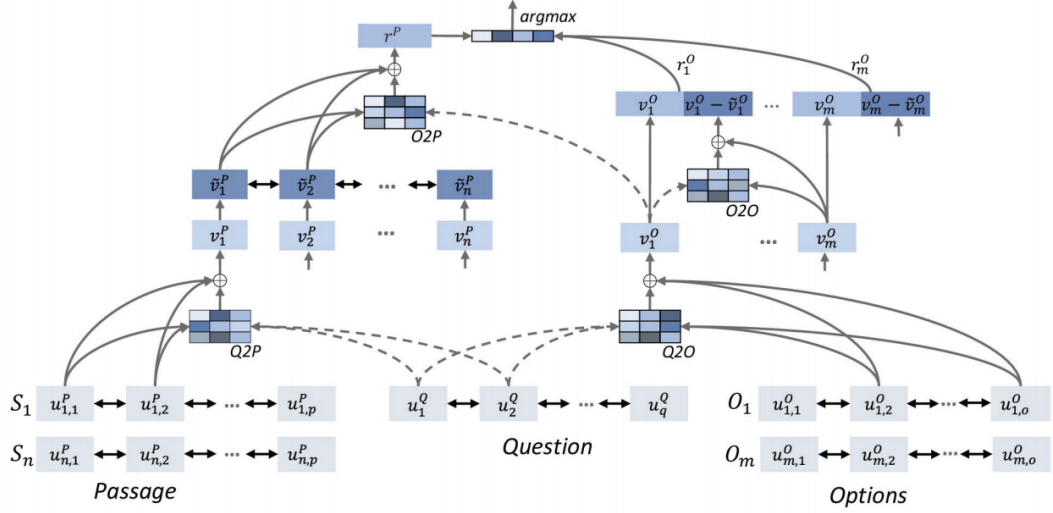 argmax
r^P
r_1^O r_m^O
v_1^O v_1^O − ṽ_1^O ... v_m^O v_m^O − ṽ_m^O
O2P
ṽ_1^P ṽ_2^P ... ṽ_n^P
O2O
v_1^P v_2^P ... v_n^P v_1^O ... v_m^O
Q2P Q2O
S_1 u_{1,1}^P u_{1,2}^P ... u_{1,p}^P u_1^Q u_2^Q ... u_q^Q O_1 u_{1,1}^O u_{1,2}^O ... u_{1,o}^O
S_n u_{n,1}^P u_{n,2}^P ... u_{n,p}^P Question O_m u_{m,1}^O u_{m,2}^O ... u_{m,o}^O
Passage Options